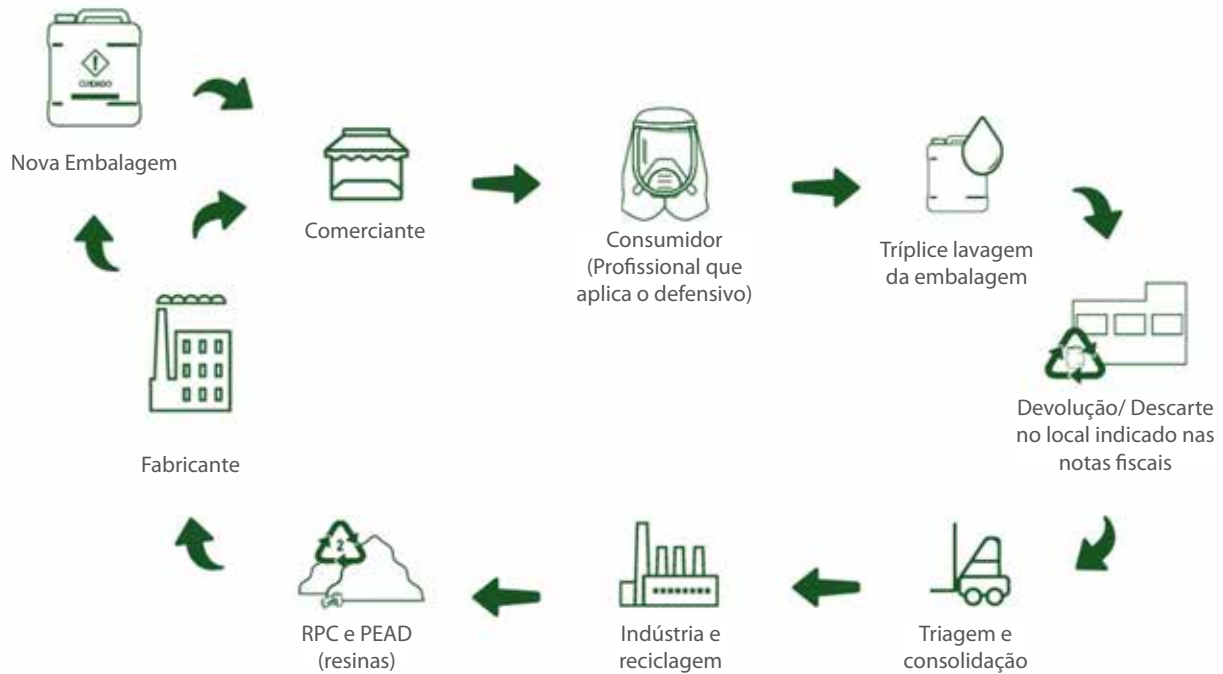 CUIDADO
Nova Embalagem
Comerciante
Consumidor
(Profissional que
aplica o defensivo)
Tríplice lavagem
da embalagem
Devolução/ Descarte
no local indicado nas
notas fiscais
Triagem e
consolidação
Indústria e
reciclagem
2
RPC e PEAD
(resinas)
Fabricante